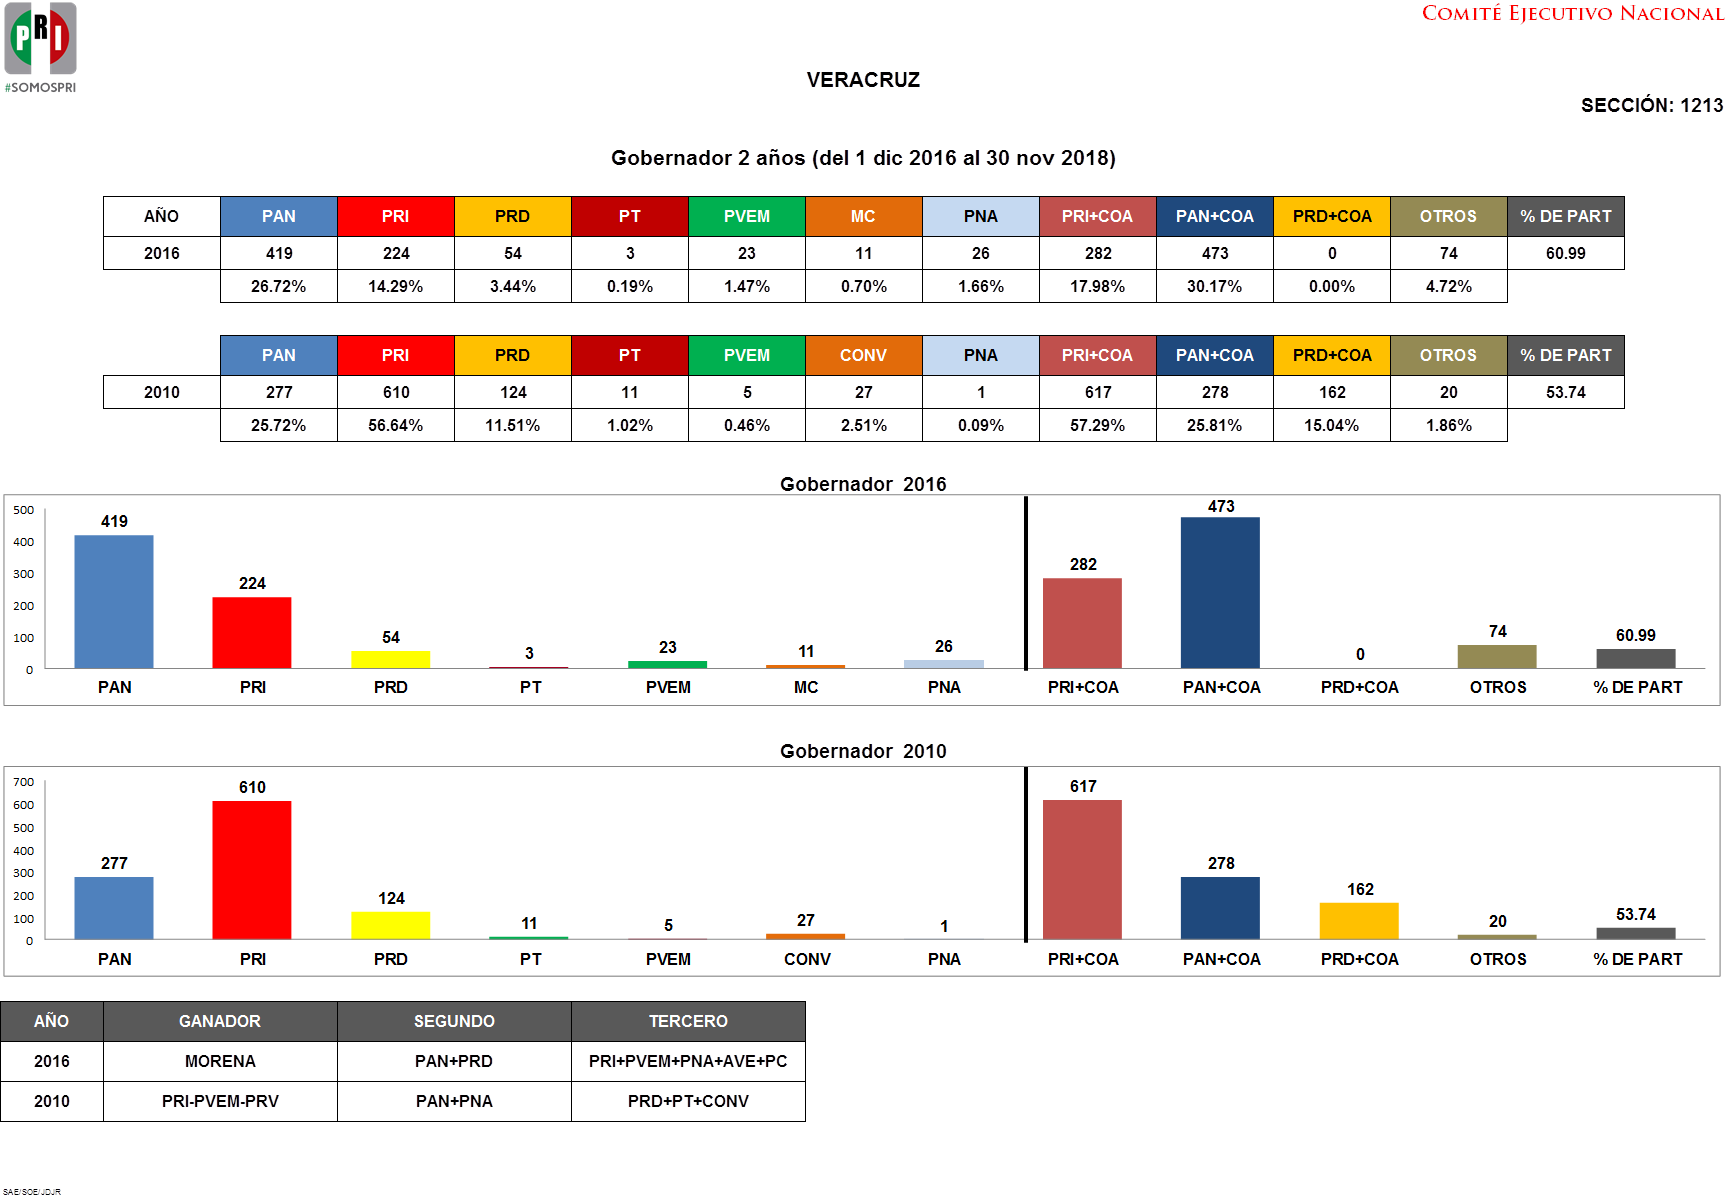 PRI
#SOMOSPRI
COMITÉ EJECUTIVO NACIONAL
VERACRUZ
SECCIÓN: 1213
Gobernador 2 años (del 1 dic 2016 al 30 nov 2018)
AÑO PAN PRI PRD PT PVEM MC PNA PRI+COA PAN+COA PRD+COA OTROS % DE PART
2016 419 224 54 3 23 11 26 282 473 0 74 60.99
26.72% 14.29% 3.44% 0.19% 1.47% 0.70% 1.66% 17.98% 30.17% 0.00% 4.72%
PAN PRI PRD PT PVEM CONV PNA PRI+COA PAN+COA PRD+COA OTROS % DE PART
2010 277 610 124 11 5 27 1 617 278 162 20 53.74
25.72% 56.64% 11.51% 1.02% 0.46% 2.51% 0.09% 57.29% 25.81% 15.04% 1.86%
Gobernador 2016
500
400
300
200
100
0
419 224 54 3 23 11 26 282 473 0 74 60.99
PAN PRI PRD PT PVEM MC PNA PRI+COA PAN+COA PRD+COA OTROS % DE PART
Gobernador 2010
700
600
500
400
300
200
100
0
277 610 124 11 5 27 1 617 278 162 20 53.74
PAN PRI PRD PT PVEM CONV PNA PRI+COA PAN+COA PRD+COA OTROS % DE PART
AÑO GANADOR SEGUNDO TERCERO
2016 MORENA PAN+PRD PRI+PVEM+PNA+AVE+PC
2010 PRI-PVEM-PRV PAN+PNA PRD+PT+CONV
SAE/SOE/JDJR